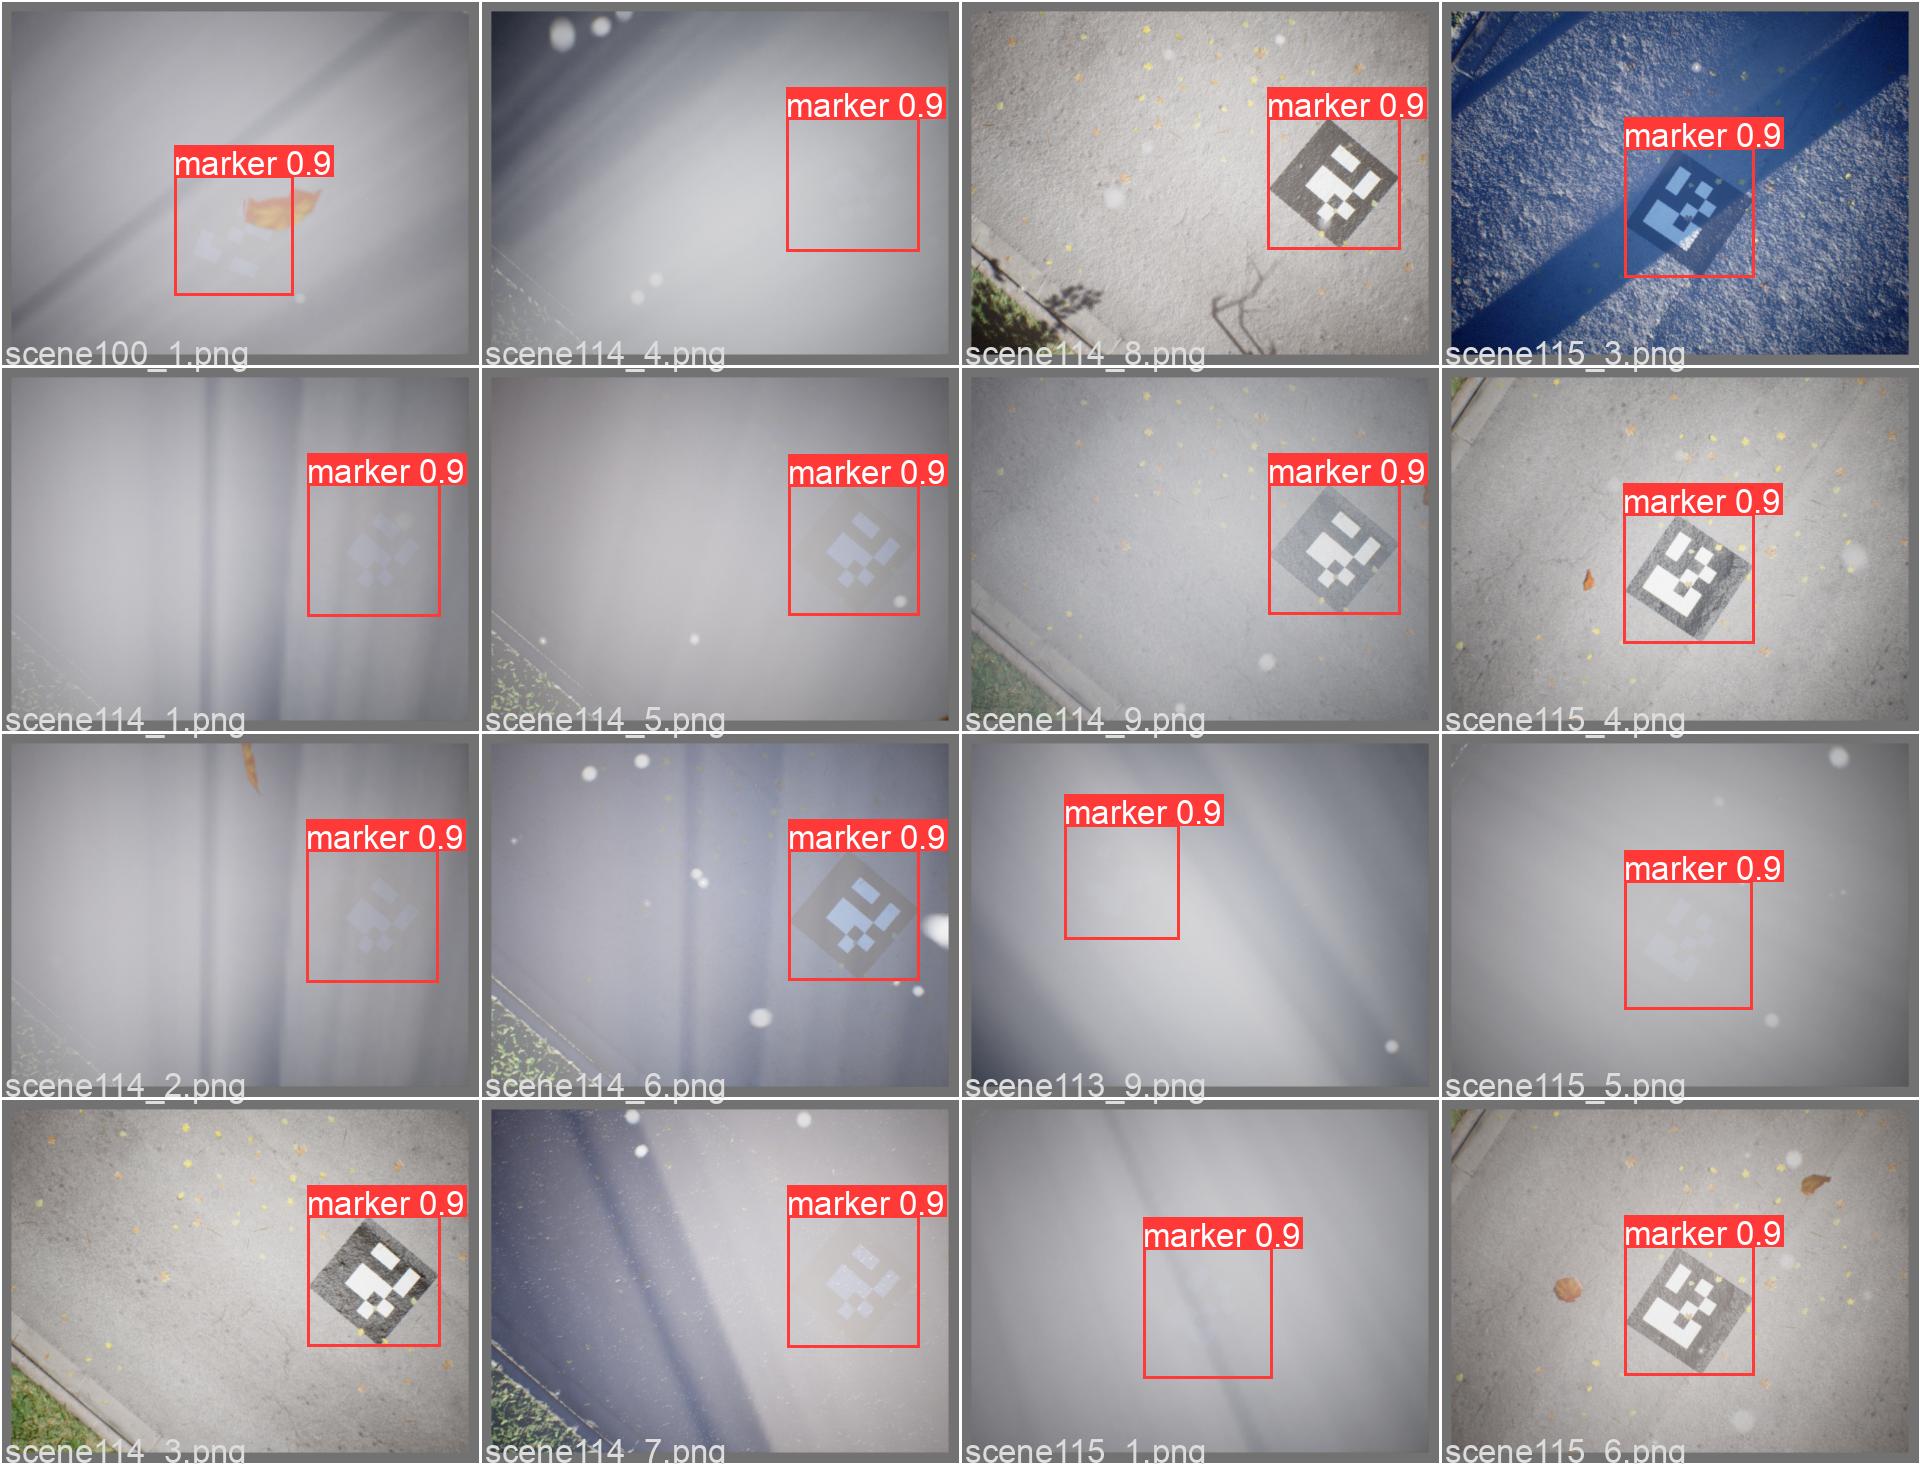 marker 0.9
scene100_1.png
marker 0.9
scene114_4.png
marker 0.9
scene114_8.png
marker 0.9
scene115_3.png
marker 0.9
scene114_1.png
marker 0.9
scene114_5.png
marker 0.9
scene114_9.png
marker 0.9
scene115_4.png
marker 0.9
scene114_2.png
marker 0.9
scene114_6.png
marker 0.9
scene113_9.png
marker 0.9
scene115_5.png
marker 0.9
scene114_3.png
marker 0.9
scene114_7.png
marker 0.9
scene115_1.png
marker 0.9
scene115_6.png